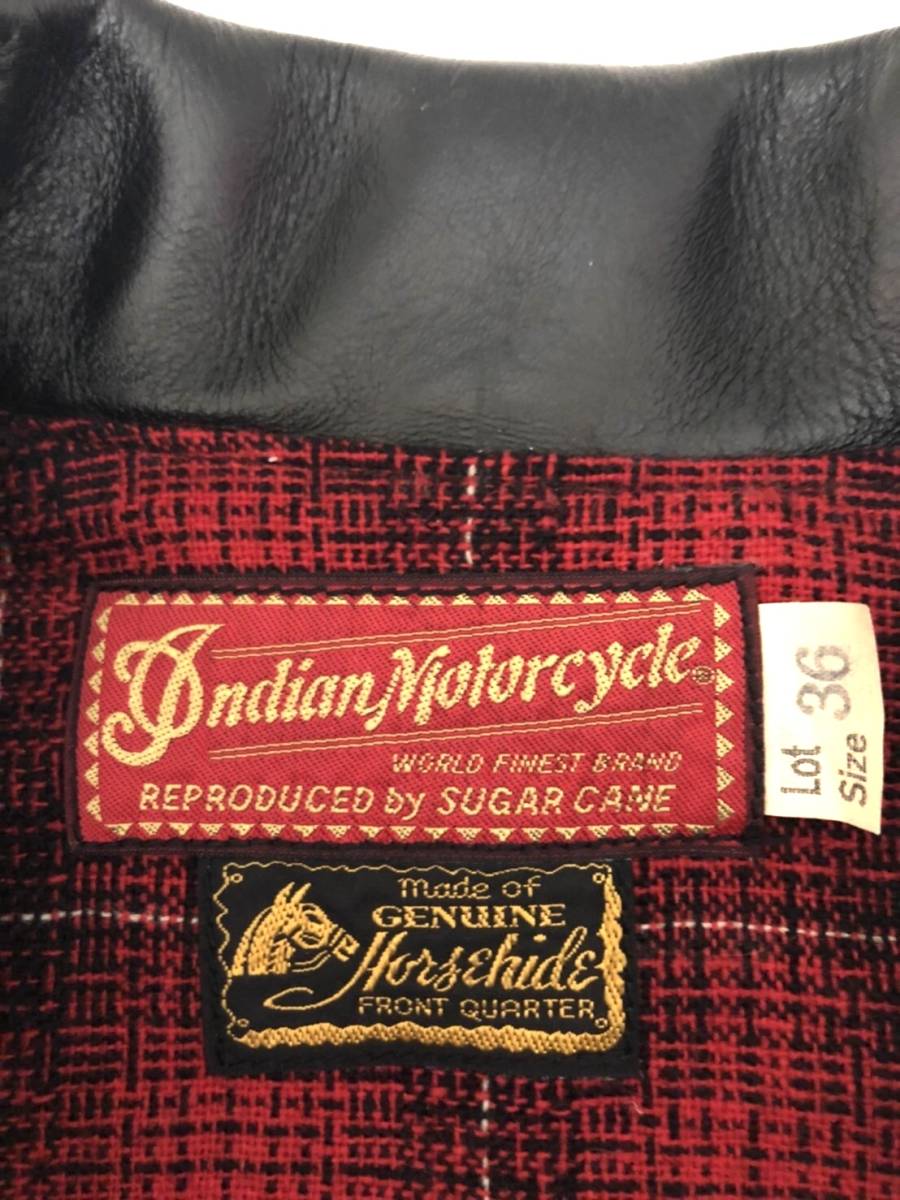 Indian Motorcycle®
WORLD FINEST BRAND
REPRODUCED by SUGAR CANE
Lot
Size 36
Made of
GENUINE
Horsehide
FRONT QUARTER